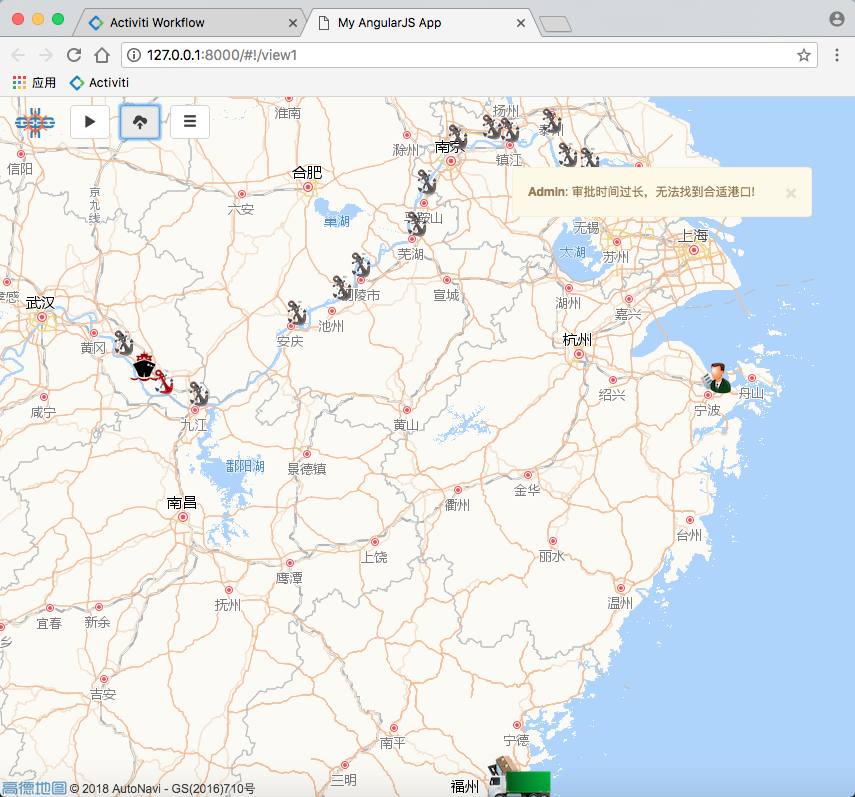 Activiti Workflow
My AngularJS App
127.0.0.1:8000/#!/view1
应用
Activiti
淮南
扬州
泰州
信阳
滁州
南京
镇江
合肥
京九线
六安
巢湖
马鞍山
Admin: 审批时间过长，无法找到合适港口!
×
无锡
上海
芜湖
太湖
苏州
孝感
武汉
铜陵市
宣城
湖州
嘉兴
池州
黄冈
安庆
杭州
咸宁
九江
黄山
绍兴
宁波
舟山
鄱阳湖
景德镇
南昌
衢州
金华
台州
上饶
丽水
鹰潭
抚州
温州
宜春
新余
乡
吉安
南平
宁德
三明
福州
高德地图 © 2018 AutoNavi - GS(2016)710号